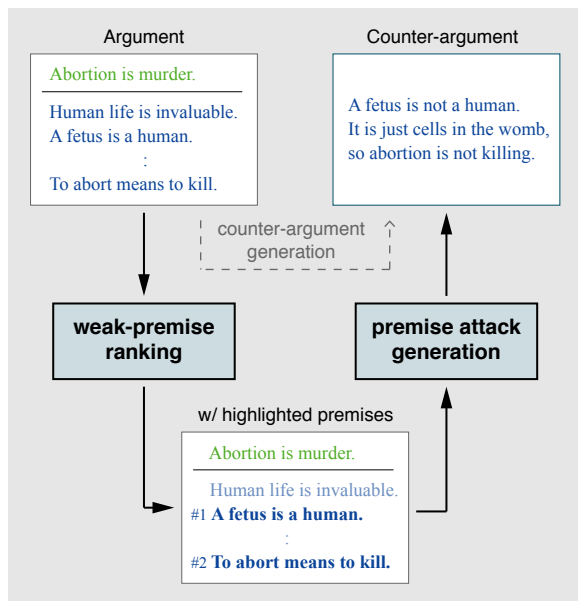 Argument
Abortion is murder.
Human life is invaluable.
A fetus is a human.
:
To abort means to kill.
Counter-argument
A fetus is not a human.
It is just cells in the womb,
so abortion is not killing.
counter-argument
generation
weak-premise
ranking
premise attack
generation
w/ highlighted premises
Abortion is murder.
Human life is invaluable.
#1 A fetus is a human.
:
#2 To abort means to kill.